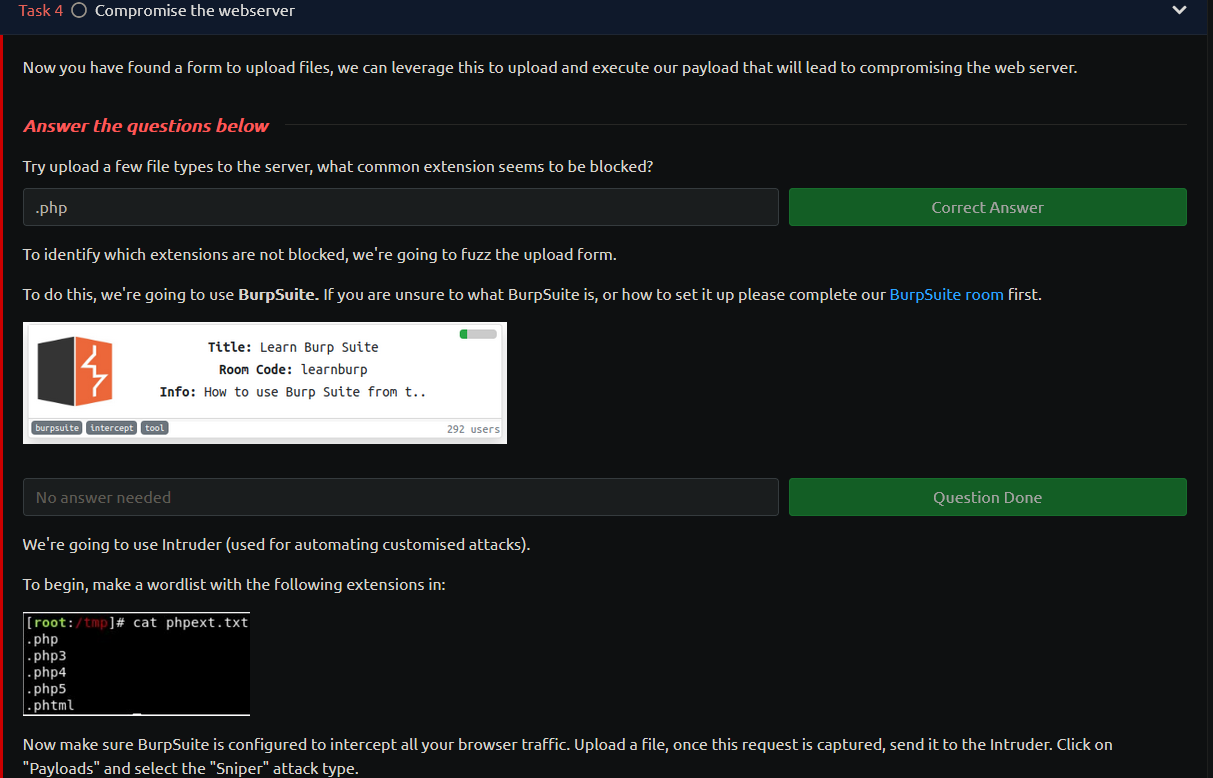 Task 4 Compromise the webserver
Now you have found a form to upload files, we can leverage this to upload and execute our payload that will lead to compromising the web server.
Answer the questions below
Try upload a few file types to the server, what common extension seems to be blocked?
.php
Correct Answer
To identify which extensions are not blocked, we're going to fuzz the upload form.
To do this, we're going to use BurpSuite. If you are unsure to what BurpSuite is, or how to set it up please complete our BurpSuite room first.
Title: Learn Burp Suite
Room Code: learnburp
Info: How to use Burp Suite from t..
burpsuite intercept tool 292 users
No answer needed
Question Done
We're going to use Intruder (used for automating customised attacks).
To begin, make a wordlist with the following extensions in:
[root:/tmp]# cat phpext.txt
.php
.php3
.php4
.php5
.phtml
Now make sure BurpSuite is configured to intercept all your browser traffic. Upload a file, once this request is captured, send it to the Intruder. Click on
"Payloads" and select the "Sniper" attack type.